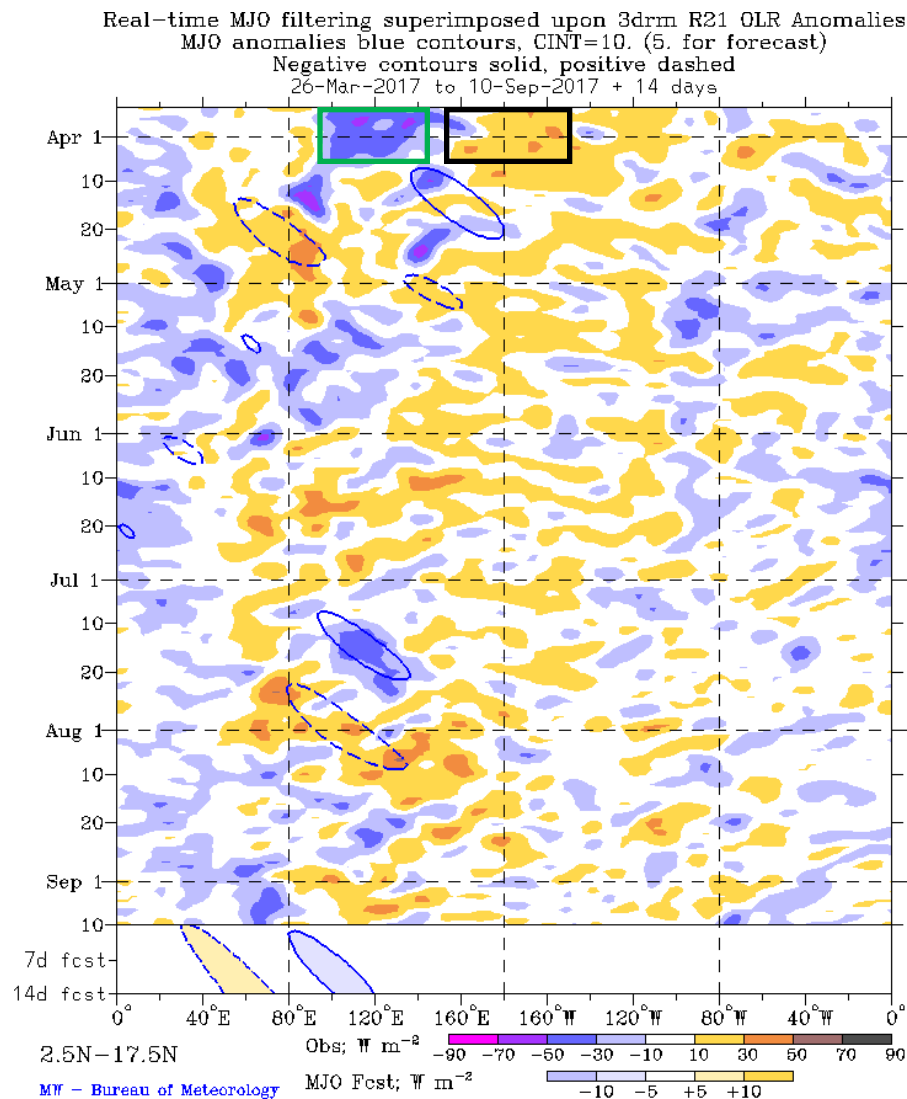 Real-time MJO filtering superimposed upon 3drm R21 OLR Anomalies
MJO anomalies blue contours, CINT=10. (5. for forecast)
Negative contours solid, positive dashed
26-Mar-2017 to 10-Sep-2017 + 14 days
Apr 1
10
20
May 1
10
20
Jun 1
10
20
Jul 1
10
20
Aug 1
10
20
Sep 1
10
7d fcst
14d fcst
0° 40°E 80°E 120°E 160°E 160°W 120°W 80°W 40°W 0°
2.5N-17.5N
Obs; W m⁻²
-90 -70 -50 -30 -10 10 30 50 70 90
MJO Fcst; W m⁻²
-10 -5 +5 +10
MW - Bureau of Meteorology